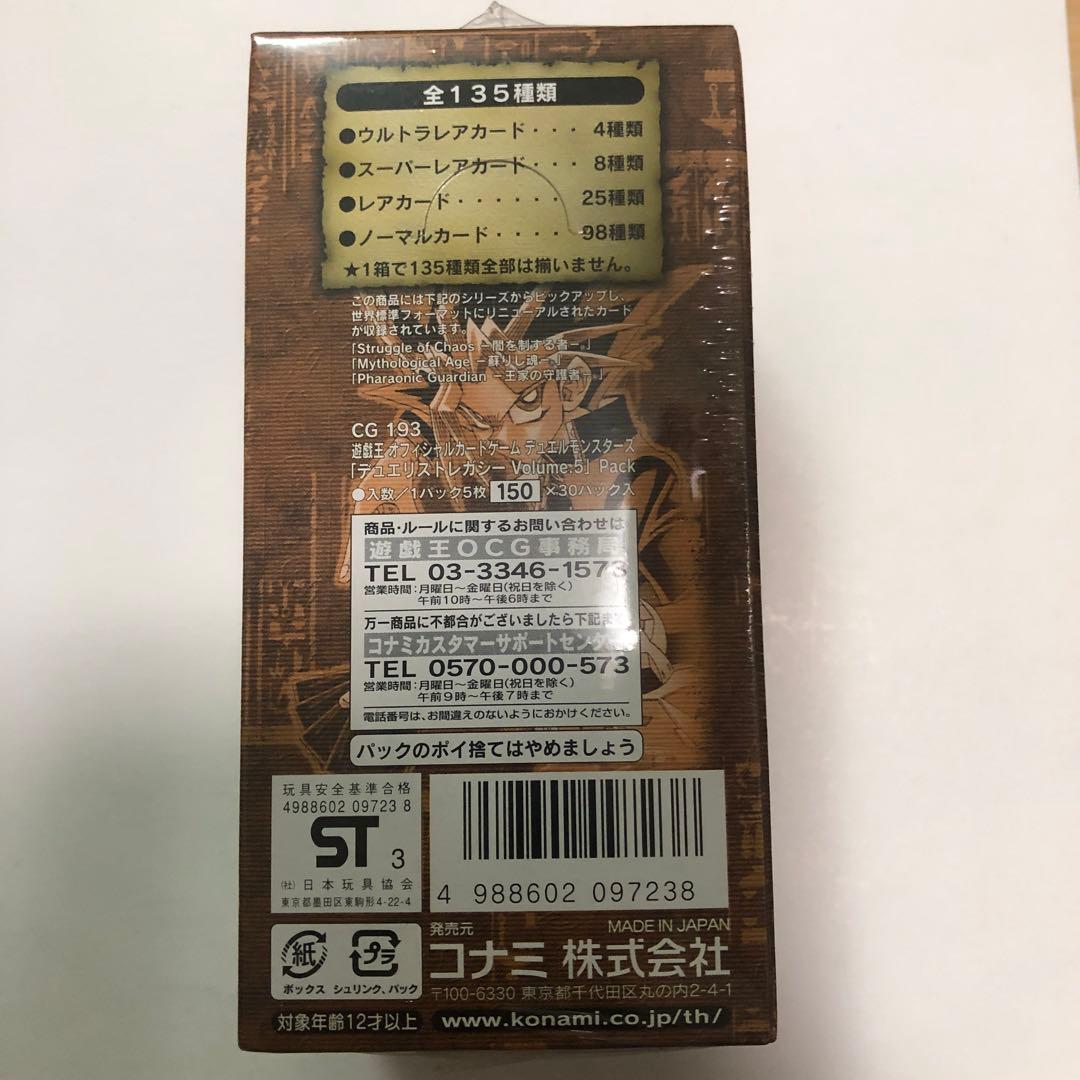 全135種類
●ウルトラレアカード・・・ 4種類
●スーパーレアカード・・・ 8種類
●レアカード・・・・・・ 25種類
●ノーマルカード・・・・ 98種類
★1箱で135種類全部は揃いません。
この商品には下記のシリーズからピックアップし、
世界標準フォーマットにリニューアルされたカード
が収録されています。
「Struggle of Chaos －闇を制する者－」
「Mythological Age －蘇りし魂－」
「Pharaonic Guardian －王家の守護者－」
CG 193
遊戯王 オフィシャルカードゲーム デュエルモンスターズ
「デュエリストレガシー Volume.5」 Pack
●入数／1パック5枚 150 ×30パック入
商品・ルールに関するお問い合わせは
遊戯王OCG事務局
TEL 03-3346-1573
営業時間：月曜日～金曜日(祝日を除く)
午前10時～午後6時まで
万一商品に不都合がございましたら下記まで
コナミカスタマーサポートセンター
TEL 0570-000-573
営業時間：月曜日～金曜日(祝日を除く)
午前9時～午後7時まで
電話番号は、お間違えのないようにおかけください。
パックのポイ捨てはやめましょう
玩具安全基準合格
4988602 09723 8
ST 3
(社) 日本玩具協会
東京都墨田区東駒形4-22-4
4 988602 097238
紙 プラ
ボックス シュリンク、パック
発売元 MADE IN JAPAN
コナミ 株式会社
〒100-6330 東京都千代田区丸の内2-4-1
対象年齢12才以上 www.konami.co.jp/th/